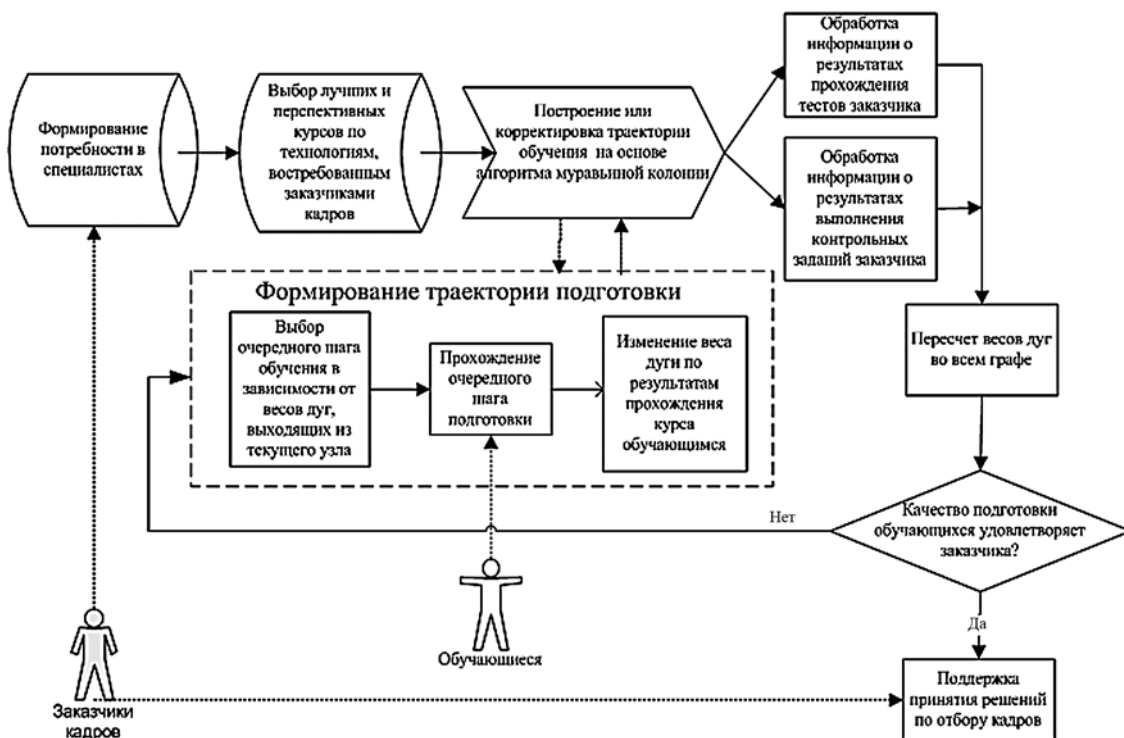 Формирование
потребности в
специалистах
Выбор лучших и
перспективных
курсов по
технологиям,
востребованным
заказчиками
кадров
Построение или
корректировка траектории
обучения на основе
алгоритма муравьиной колонии
Обработка
информации о
результатах
прохождения
тестов заказчика
Обработка
информации о
результатах
выполнения
контрольных
заданий заказчика
Формирование траектории подготовки
Выбор
очередного шага
обучения в
зависимости от
весов дуг,
выходящих из
текущего узла
Прохождение
очередного
шага
подготовки
Изменение веса
дуги по
результатам
прохождения
курса
обучающимся
Пересчет весов дуг
во всем графе
Качество подготовки
обучающихся удовлетворяет
заказчика?
Нет
Да
Обучающиеся
Заказчики
кадров
Поддержка
принятия решений
по отбору кадров